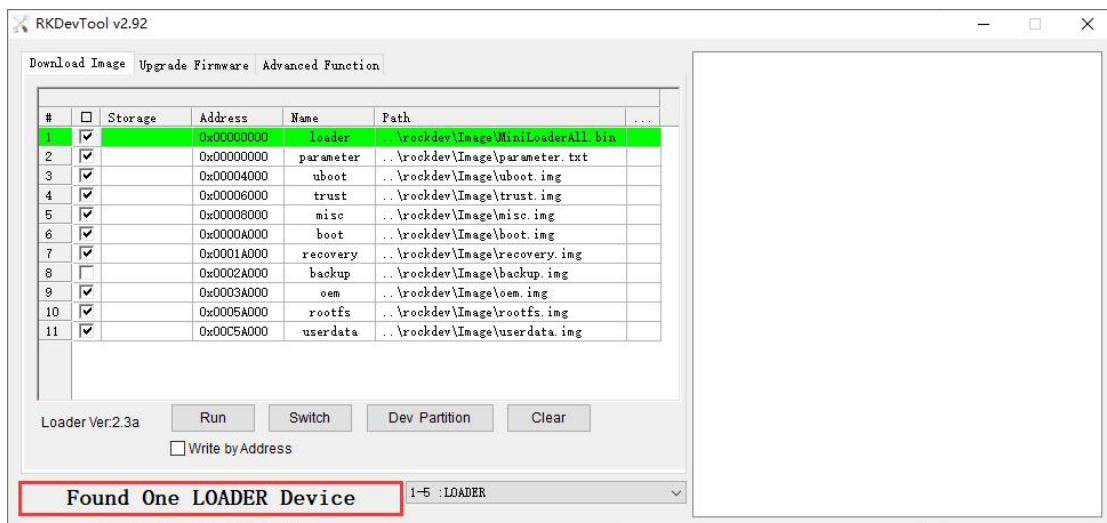 RKDevTool v2.92
Download Image Upgrade Firmware Advanced Function
# Storage Address Name Path ...
1 0x00000000 loader ..\rockdev\Image\MiniLoaderAll.bin
2 0x00000000 parameter ..\rockdev\Image\parameter.txt
3 0x00004000 uboot ..\rockdev\Image\uboot.img
4 0x00006000 trust ..\rockdev\Image\trust.img
5 0x00008000 misc ..\rockdev\Image\misc.img
6 0x0000A000 boot ..\rockdev\Image\boot.img
7 0x0001A000 recovery ..\rockdev\Image\recovery.img
8 0x0002A000 backup ..\rockdev\Image\backup.img
9 0x0003A000 oem ..\rockdev\Image\oem.img
10 0x0005A000 rootfs ..\rockdev\Image\rootfs.img
11 0x00C5A000 userdata ..\rockdev\Image\userdata.img
Loader Ver:2.3a Run Switch Dev Partition Clear
Write by Address
Found One LOADER Device 1-5 :LOADER